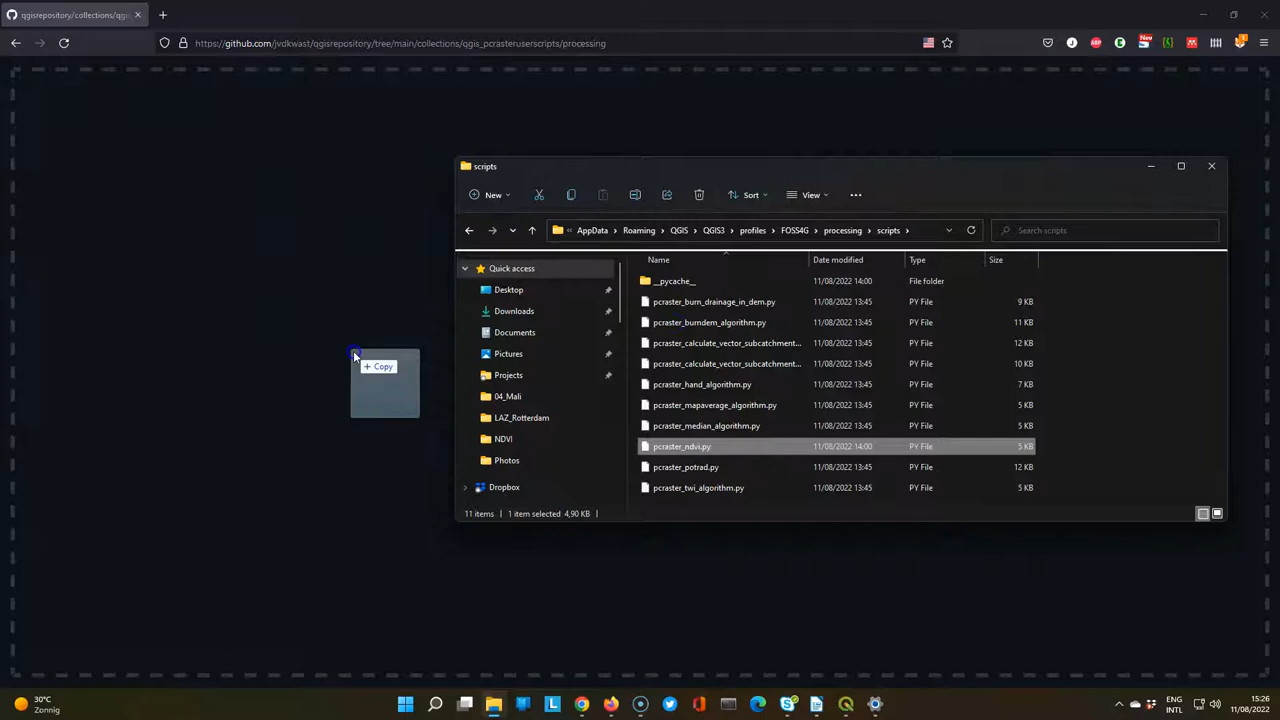 qgisrepository/collections/qgis
https://github.com/jvdkwast/qgisrepository/tree/main/collections/qgis_pcrasteruserscripts/processing
New
scripts
New
Sort
View
AppData
Roaming
QGIS
QGIS3
profiles
FOSS4G
processing
scripts
Search scripts
Name
Date modified
Type
Size
Quick access
Desktop
Downloads
Documents
Pictures
Projects
04_Mali
LAZ_Rotterdam
NDVI
Photos
Dropbox
__pycache__ 11/08/2022 14:00 File folder
pcraster_burn_drainage_in_dem.py 11/08/2022 13:45 PY File 9 KB
pcraster_burndem_algorithm.py 11/08/2022 13:45 PY File 11 KB
pcraster_calculate_vector_subcatchment... 11/08/2022 13:45 PY File 12 KB
pcraster_calculate_vector_subcatchment... 11/08/2022 13:45 PY File 10 KB
pcraster_hand_algorithm.py 11/08/2022 13:45 PY File 7 KB
pcraster_mapaverage_algorithm.py 11/08/2022 13:45 PY File 5 KB
pcraster_median_algorithm.py 11/08/2022 13:45 PY File 5 KB
pcraster_ndvi.py 11/08/2022 14:00 PY File 5 KB
pcraster_potrad.py 11/08/2022 13:45 PY File 12 KB
pcraster_twi_algorithm.py 11/08/2022 13:45 PY File 5 KB
+ Copy
11 items 1 item selected 4,90 KB
30°C
Zonnig
ENG
INTL
15:26
11/08/2022